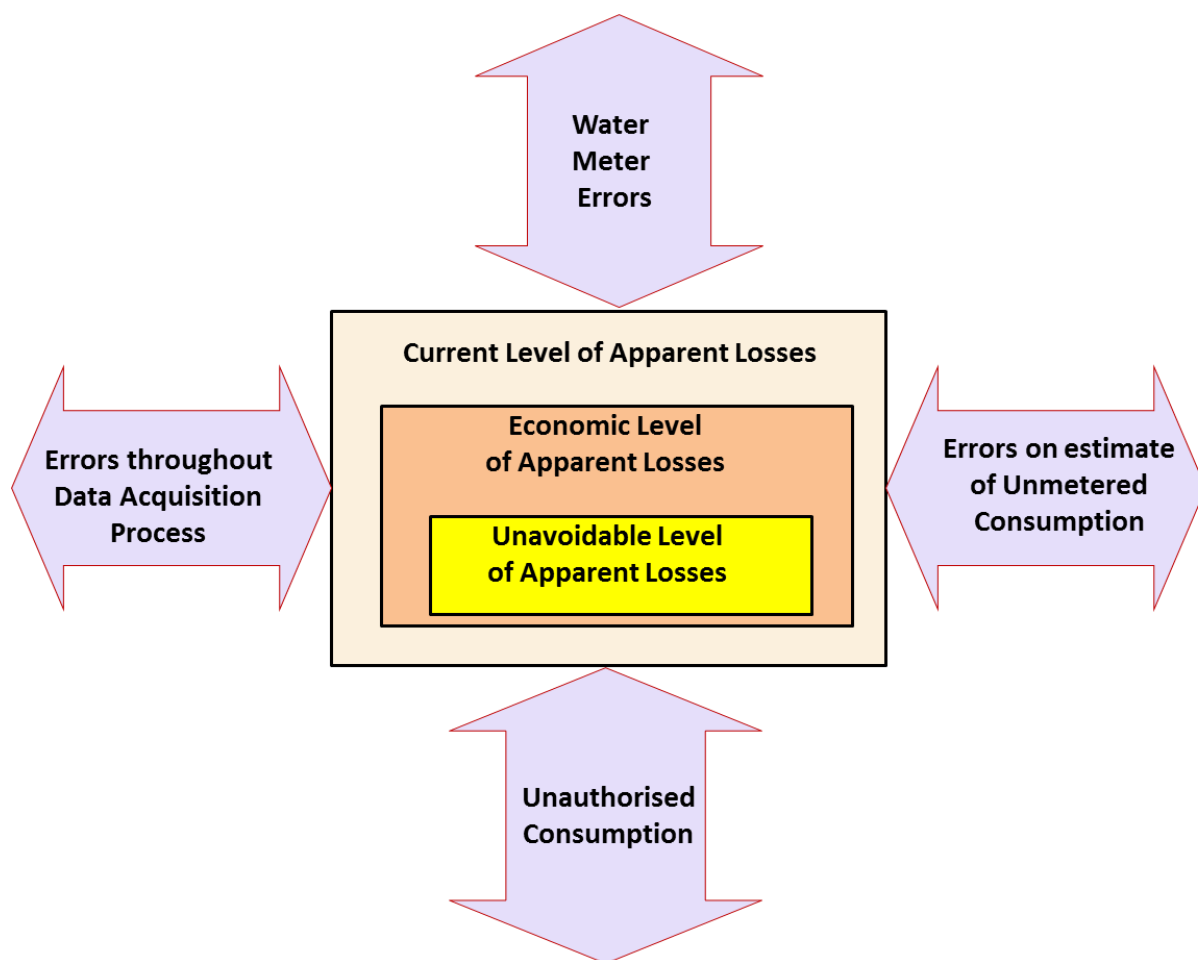 Water
Meter
Errors
Current Level of Apparent Losses
Economic Level
of Apparent Losses
Unavoidable Level
of Apparent Losses
Errors throughout
Data Acquisition
Process
Errors on estimate
of Unmetered
Consumption
Unauthorised
Consumption